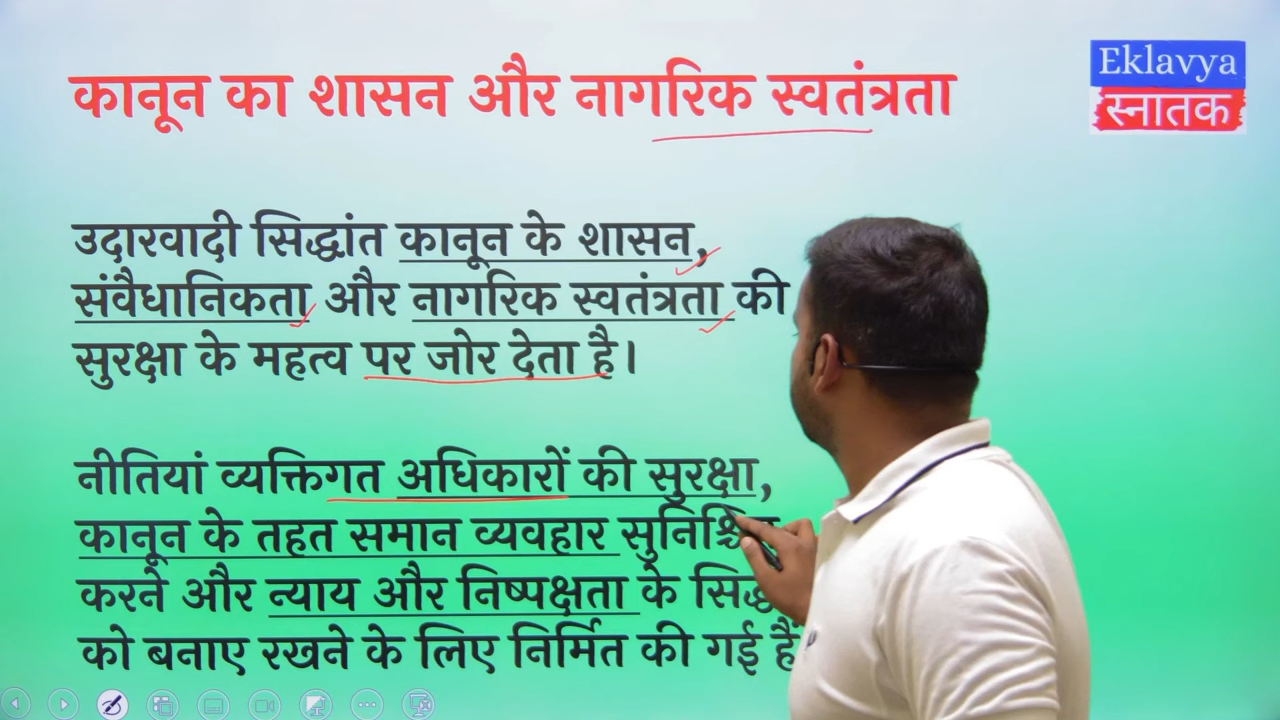 कानून का शासन और नागरिक स्वतंत्रता
Eklavya
स्नातक
उदारवादी सिद्धांत कानून के शासन,
संवैधानिकता और नागरिक स्वतंत्रता की
सुरक्षा के महत्व पर जोर देता है।
नीतियां व्यक्तिगत अधिकारों की सुरक्षा,
कानून के तहत समान व्यवहार
करने और न्याय और निष्पक्षता के
को बनाए रखने के लिए निर्मित की गई हैं